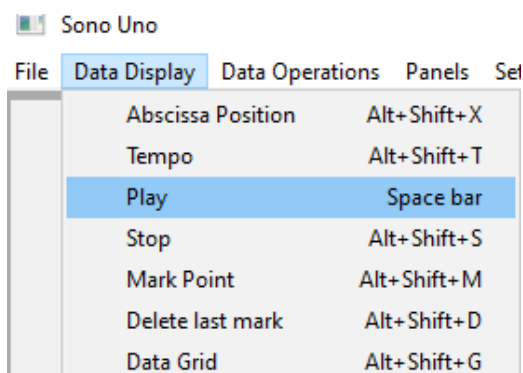 Sono Uno
File Data Display Data Operations Panels
Abscissa Position Alt+Shift+X
Tempo Alt+Shift+T
Play Space bar
Stop Alt+Shift+S
Mark Point Alt+Shift+M
Delete last mark Alt+Shift+D
Data Grid Alt+Shift+G